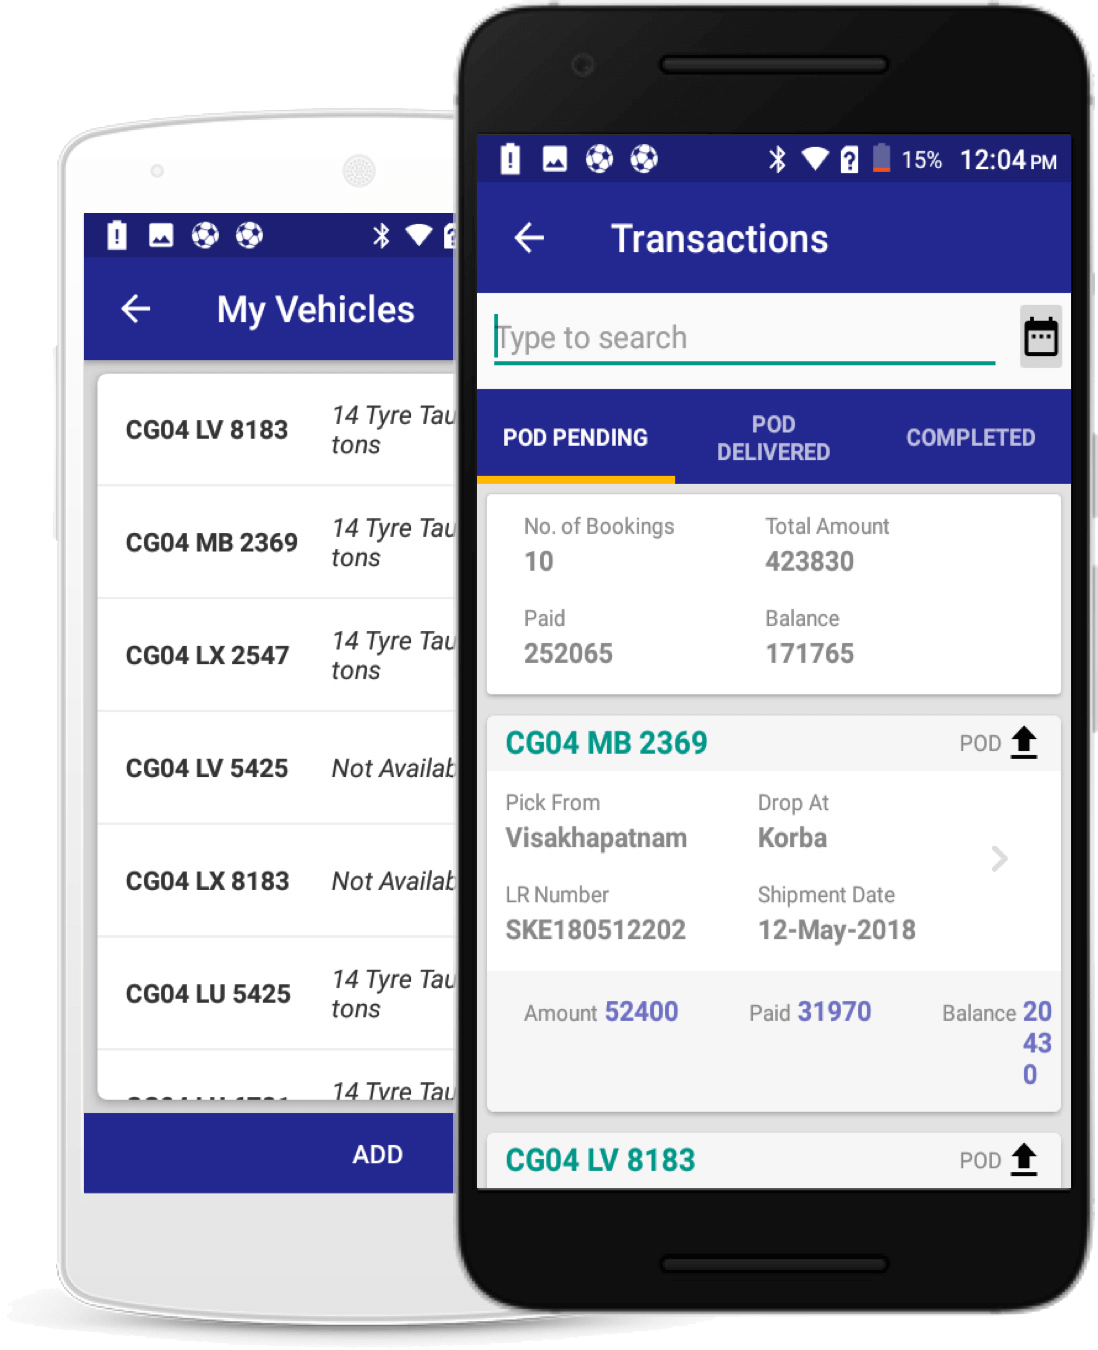 My Vehicles
CG04 LV 8183
14 Tyre Tau
tons
CG04 MB 2369
14 Tyre Tau
tons
CG04 LX 2547
14 Tyre Tau
tons
CG04 LV 5425
Not Availab
CG04 LX 8183
Not Availab
CG04 LU 5425
14 Tyre Tau
tons
14 Tyre Tau
ADD
15% 12:04 PM
Transactions
Type to search
POD PENDING
POD
DELIVERED
COMPLETED
No. of Bookings
10
Total Amount
423830
Paid
252065
Balance
171765
CG04 MB 2369
POD
Pick From
Visakhapatnam
Drop At
Korba
LR Number
SKE180512202
Shipment Date
12-May-2018
Amount 52400
Paid 31970
Balance 20
43
0
CG04 LV 8183
POD